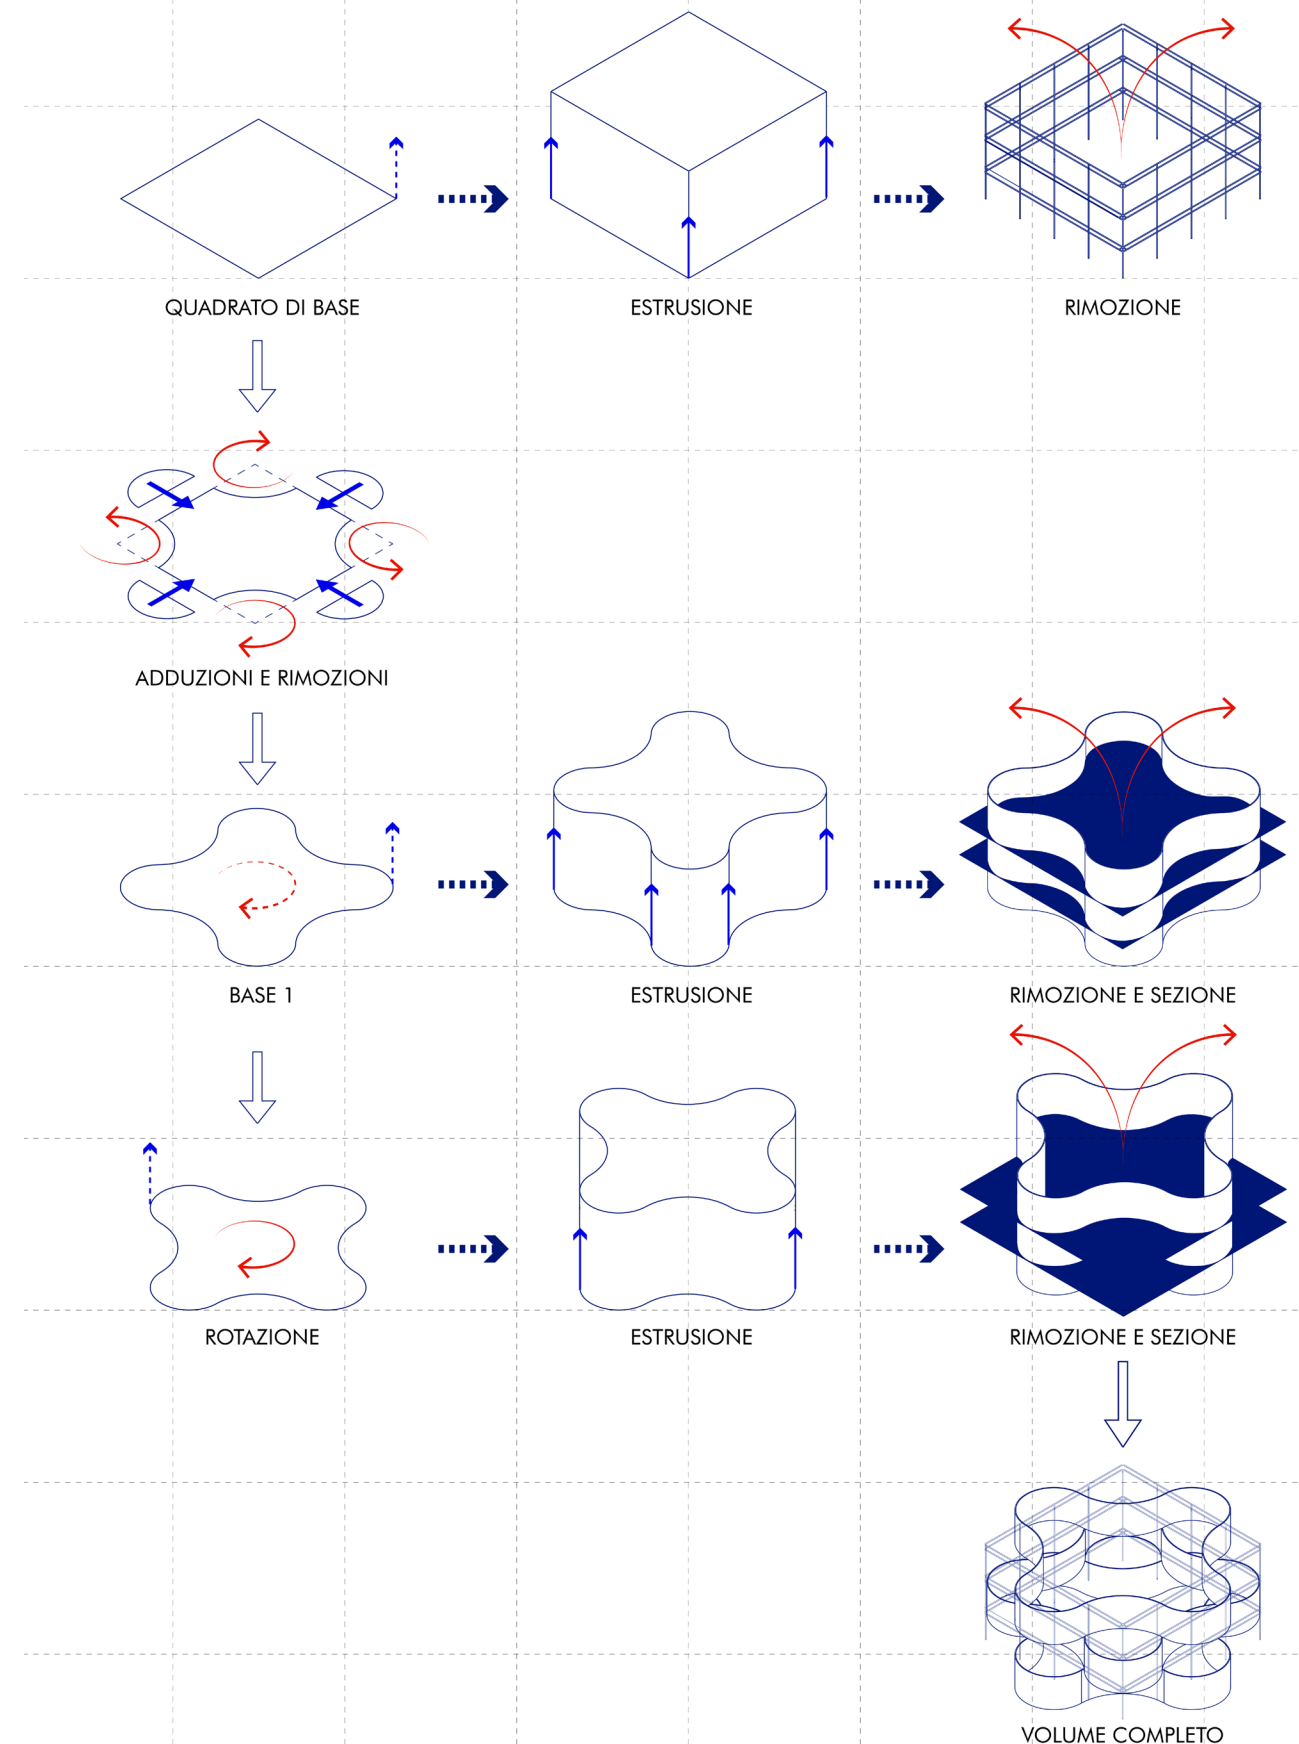 QUADRATO DI BASE
ESTRUSIONE
RIMOZIONE
ADDUZIONI E RIMOZIONI
BASE 1
ESTRUSIONE
RIMOZIONE E SEZIONE
ROTAZIONE
ESTRUSIONE
RIMOZIONE E SEZIONE
VOLUME COMPLETO